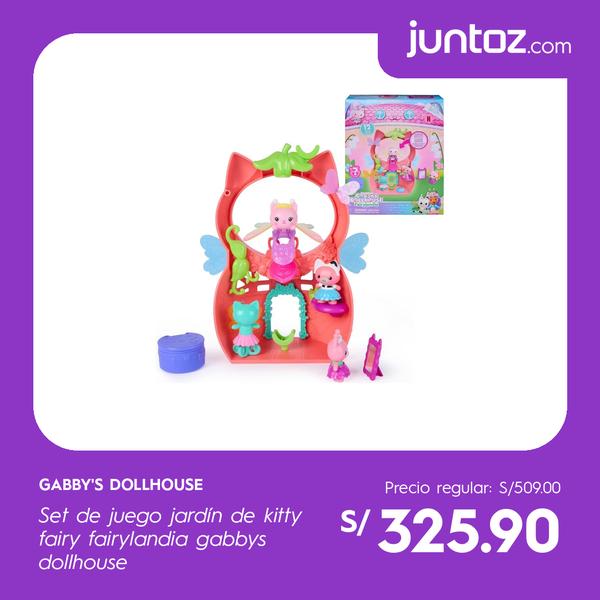 juntoz.com
GABBY'S DOLLHOUSE
Set de juego jardín de kitty
fairy fairylandia gabbys
dollhouse
Precio regular: S/509.00
S/325.90